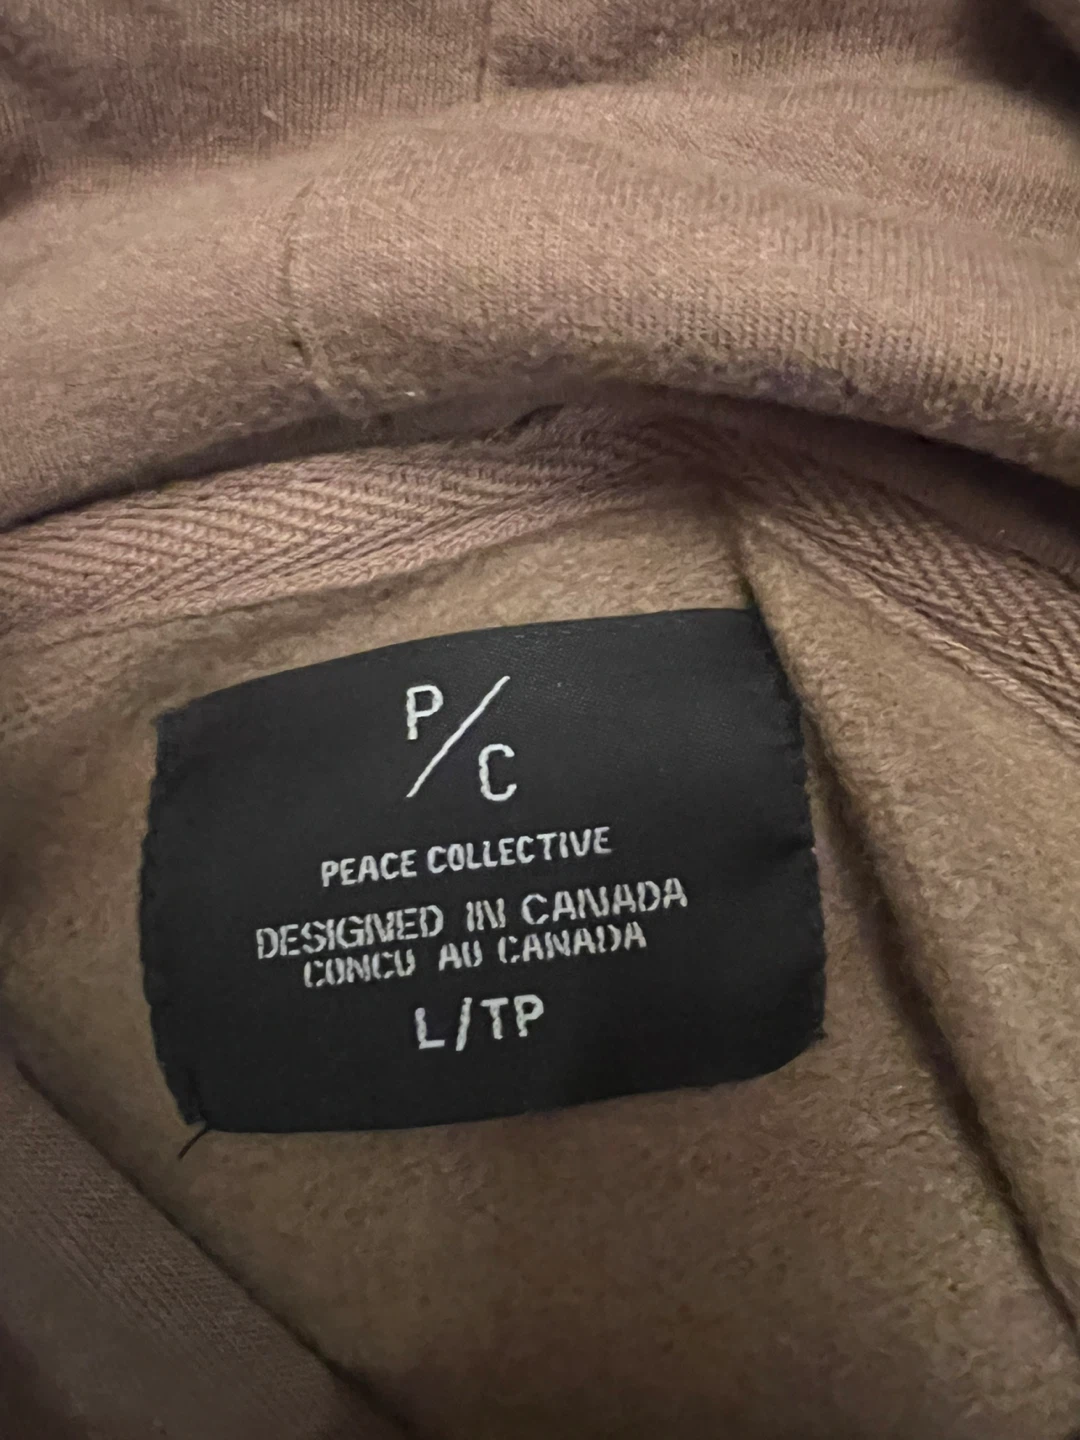 P/C
PEACE COLLECTIVE
DESIGNED IN CANADA
CONCU AU CANADA
L/TP